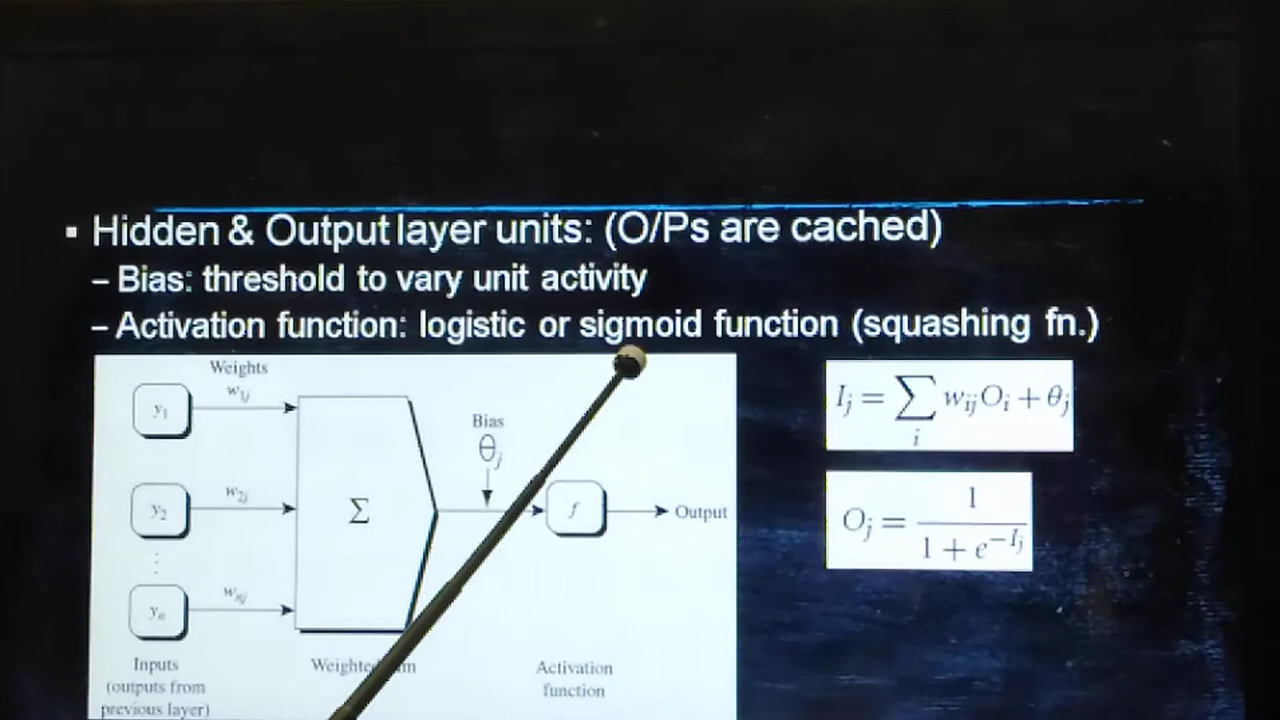 ▪ Hidden & Output layer units: (O/Ps are cached)
– Bias: threshold to vary unit activity
– Activation function: logistic or sigmoid function (squashing fn.)
Weights
y₁ w₁ⱼ
y₂ w₂ⱼ
⋮
yₙ wₙⱼ
Σ
Bias
θⱼ
f
Output
Inputs
(outputs from
previous layer)
Activation
function
Iⱼ = ∑ᵢ wᵢⱼOᵢ + θⱼ
Oⱼ = 1 / (1 + e^(−Iⱼ))